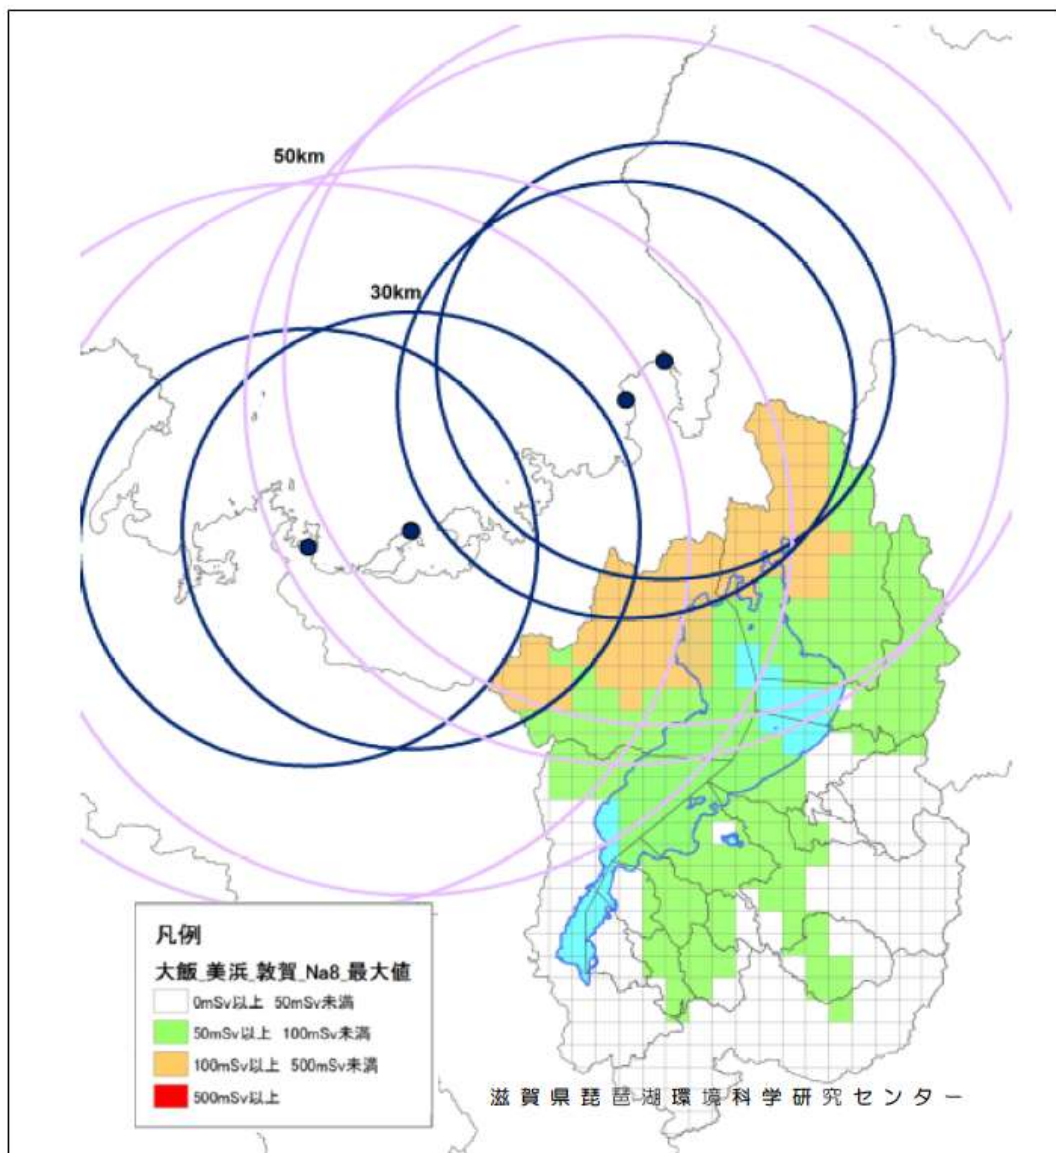 50km
30km
凡例
大飯_美浜_敦賀_Na8_最大値
0mSv以上 50mSv未満
50mSv以上 100mSv未満
100mSv以上 500mSv未満
500mSv以上
滋賀県琵琶湖環境科学研究センター